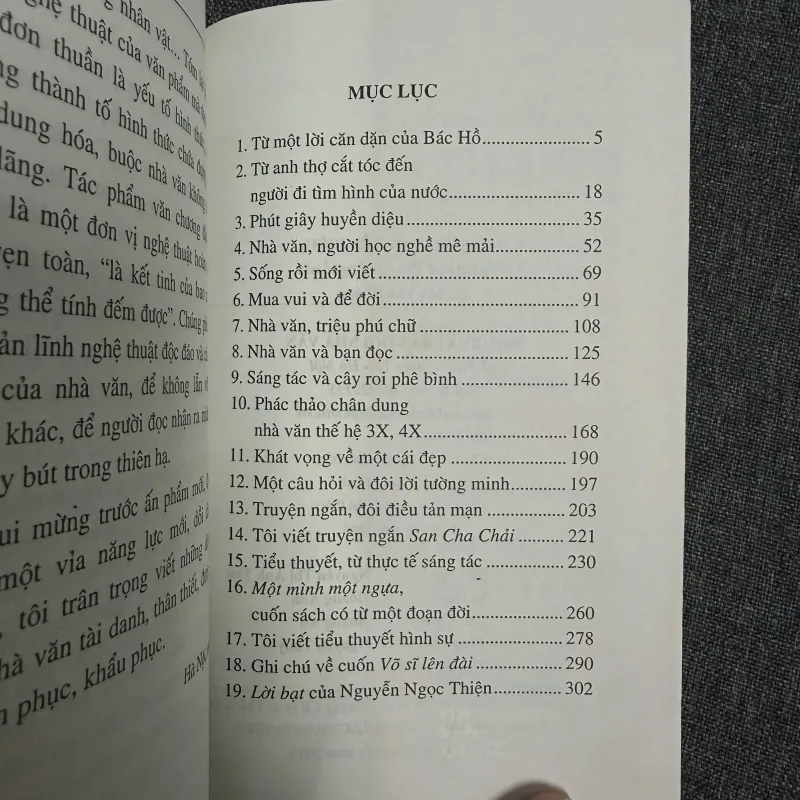 nhân vật... Tóm
thuật của văn phẩm
đơn thuần là yếu tố hình
thành tố hình thức chứa
dung hóa, buộc nhà văn không
lãng. Tác phẩm văn chương
là một đơn vị nghệ thuật
toàn, “là kết tinh của bao
thể tính đếm được”. Chúng
lĩnh nghệ thuật độc đáo và
của nhà văn, để không lẫn
khác, để người đọc nhận ra
bút trong thiên hạ.
mừng trước ấn phẩm mới,
một vỉa năng lực mới, dồi
tôi trân trọng viết những
văn tài danh, thân thiết,
phục, khẩu phục.
MỤC LỤC
1. Từ một lời căn dặn của Bác Hồ........................ 5
2. Từ anh thợ cắt tóc đến
người đi tìm hình của nước............................. 18
3. Phút giây huyền diệu....................................... 35
4. Nhà văn, người học nghề mê mải..................... 52
5. Sống rồi mới viết............................................. 69
6. Mua vui và để đời............................................ 91
7. Nhà văn, triệu phú chữ.................................. 108
8. Nhà văn và bạn đọc....................................... 125
9. Sáng tác và cây roi phê bình.......................... 146
10. Phác thảo chân dung
nhà văn thế hệ 3X, 4X................................ 168
11. Khát vọng về một cái đẹp............................ 190
12. Một câu hỏi và đôi lời tường minh................ 197
13. Truyện ngắn, đôi điều tản mạn..................... 203
14. Tôi viết truyện ngắn San Cha Chải............... 221
15. Tiểu thuyết, từ thực tế sáng tác.................... 230
16. Một mình một ngựa,
cuốn sách có từ một đoạn đời....................... 260
17. Tôi viết tiểu thuyết hình sự.......................... 278
18. Ghi chú về cuốn Võ sĩ lên đài....................... 290
19. Lời bạt của Nguyễn Ngọc Thiện.................... 302